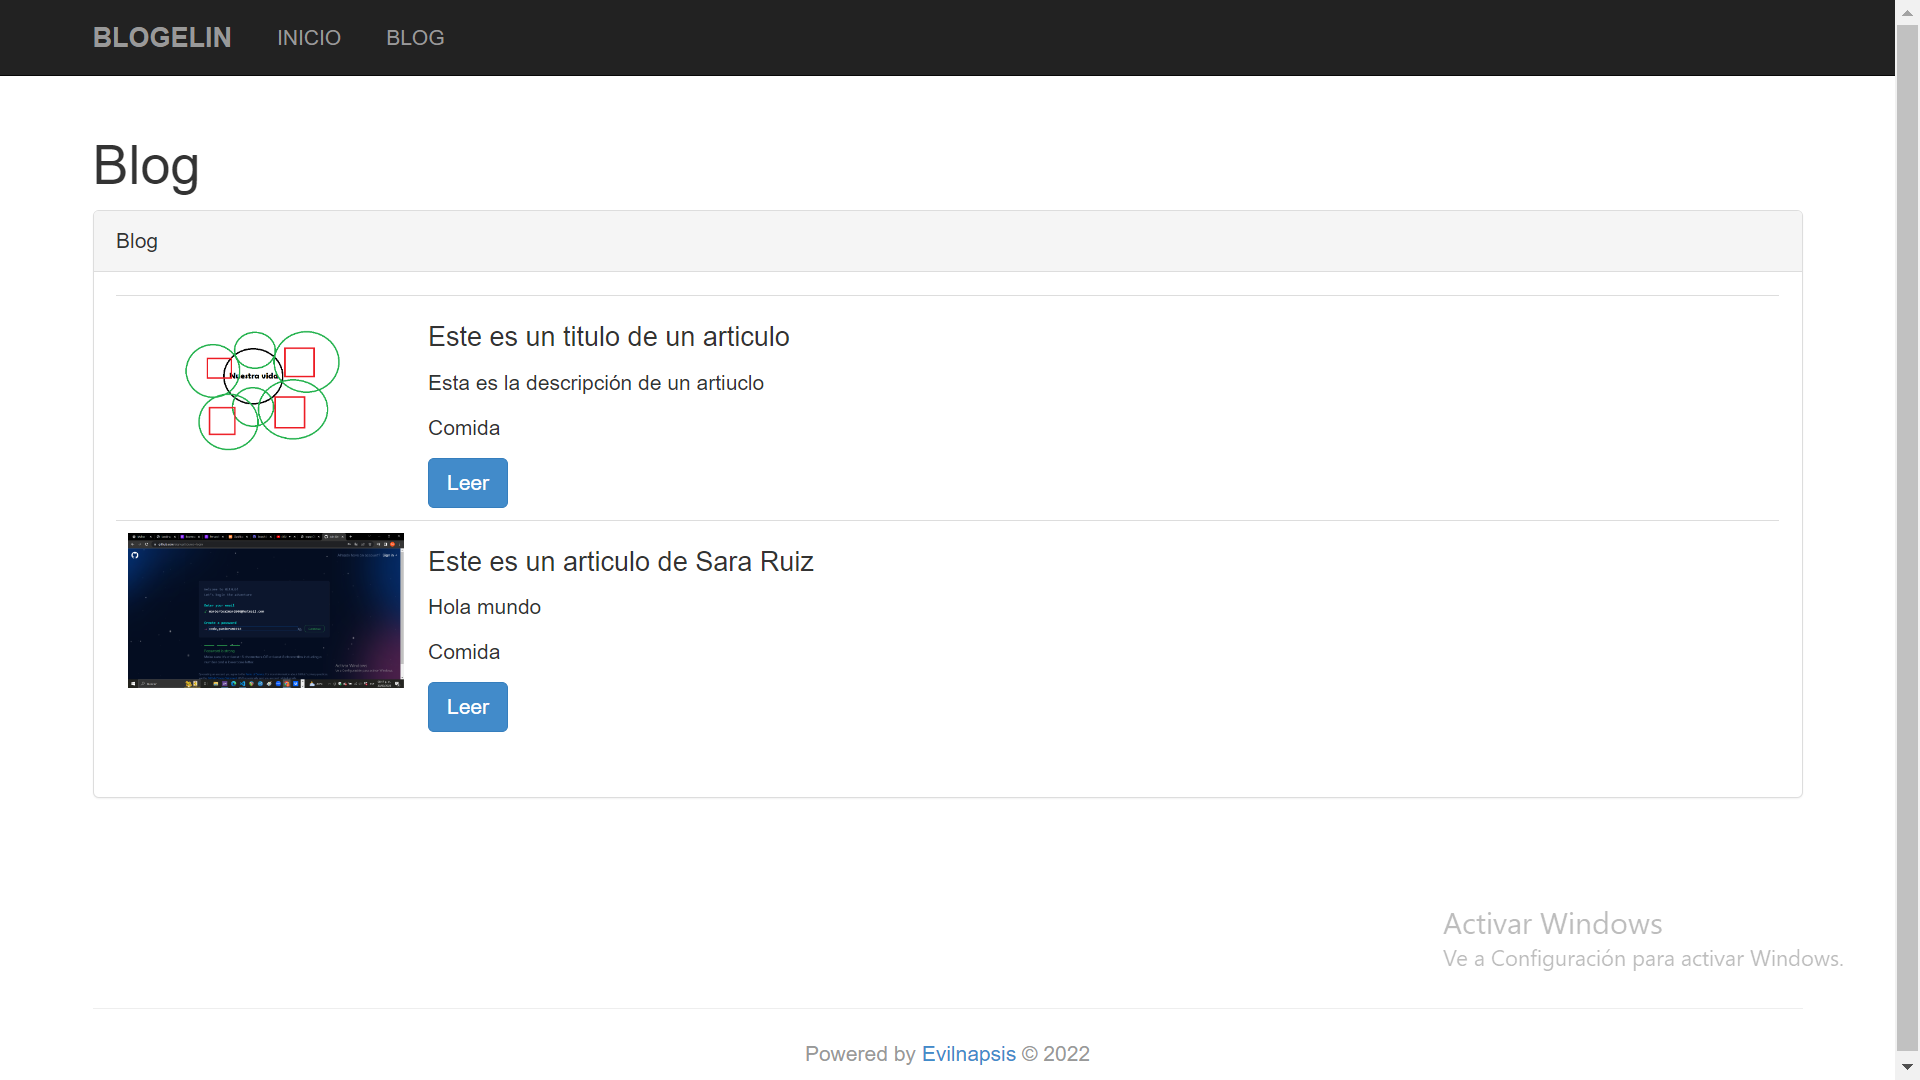 BLOGELIN INICIO BLOG
Blog
Blog
Nuestra vida
Este es un titulo de un articulo
Esta es la descripción de un artiuclo
Comida
Leer
Este es un articulo de Sara Ruiz
Hola mundo
Comida
Leer
Activar Windows
Ve a Configuración para activar Windows.
Powered by Evilnapsis © 2022